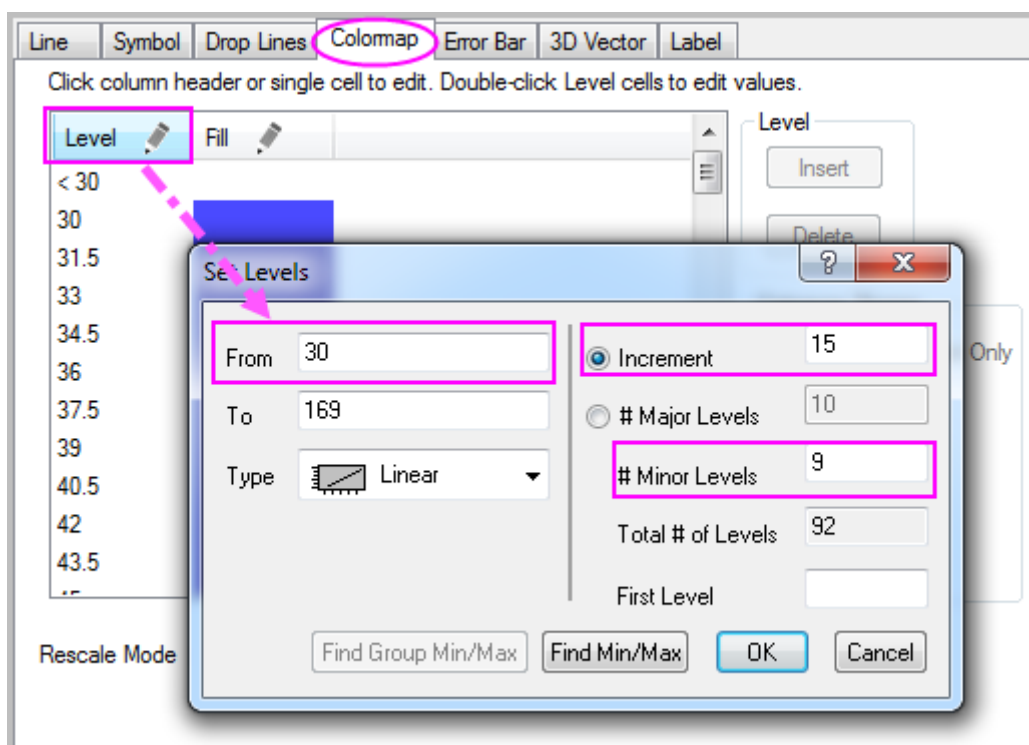 Line Symbol Drop Lines Colormap Error Bar 3D Vector Label
Click column header or single cell to edit. Double-click Level cells to edit values.
Level Fill
Level
Insert
Delete
< 30
30
31.5
33
34.5
36
37.5
39
40.5
42
43.5
Only
Rescale Mode
Set Levels
?
From 30
To 169
Type Linear
Increment 15
# Major Levels 10
# Minor Levels 9
Total # of Levels 92
First Level
Find Group Min/Max Find Min/Max OK Cancel